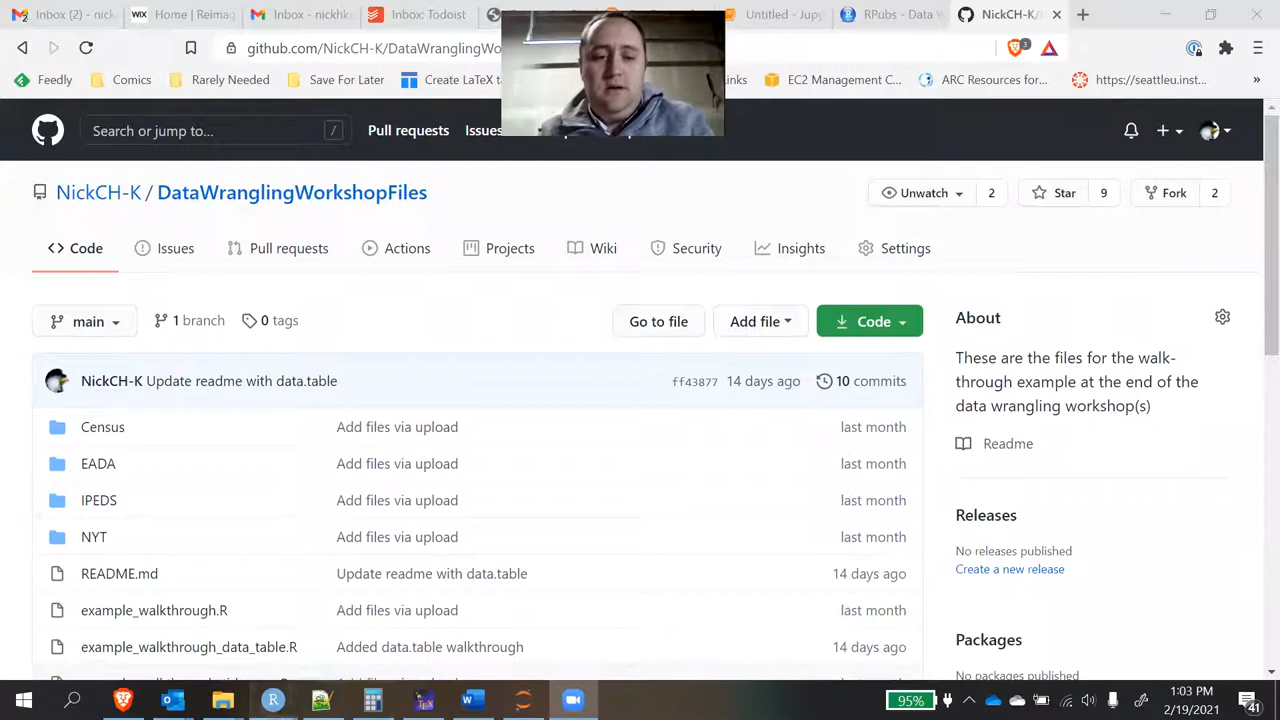 Inbox (2) - nick
Home | Reimag
Inbox - nickhk
Inbox: Todoist
Untitled - Jupy
RPubs - Data W
NickCH-K/
github.com/NickCH-K/DataWranglingWo
3
Feedly
Comics
Rarely Needed
Save For Later
Create LaTeX ta
inks
EC2 Management C...
ARC Resources for...
https://seattleu.inst...
»
Search or jump to...
/
Pull requests
Issues
NickCH-K / DataWranglingWorkshopFiles
Unwatch 2
Star 9
Fork 2
Code
Issues
Pull requests
Actions
Projects
Wiki
Security
Insights
Settings
main
1 branch
0 tags
Go to file
Add file
Code
NickCH-K Update readme with data.table
ff43877 14 days ago
10 commits
Census Add files via upload last month
EADA Add files via upload last month
IPEDS Add files via upload last month
NYT Add files via upload last month
README.md Update readme with data.table 14 days ago
example_walkthrough.R Add files via upload last month
example_walkthrough_data_table.R Added data.table walkthrough 14 days ago
About
These are the files for the walk-
through example at the end of the
data wrangling workshop(s)
Readme
Releases
No releases published
Create a new release
Packages
No packages published
95%
1:03 PM
2/19/2021
41